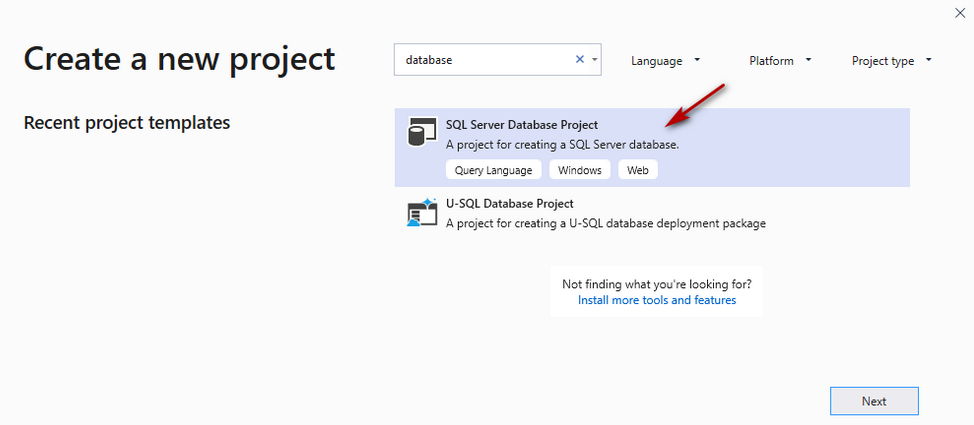 Create a new project
database
Language
Platform
Project type
Recent project templates
SQL Server Database Project
A project for creating a SQL Server database.
Query Language
Windows
Web
U-SQL Database Project
A project for creating a U-SQL database deployment package
Not finding what you're looking for?
Install more tools and features
Next